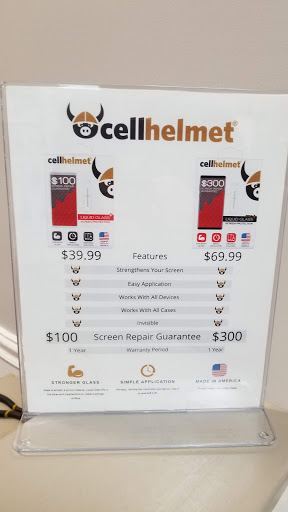 cellhelmet®
cellhelmet
cellhelmet
$100
$300
LIQUID GLASS
LIQUID GLASS
$39.99 Features $69.99
Strengthens Your Screen
Easy Application
Works With All Devices
Works With All Cases
Invisible
$100 Screen Repair Guarantee $300
1 Year Warranty Period 1 Year
STRONGER GLASS SIMPLE APPLICATION MADE IN AMERICA